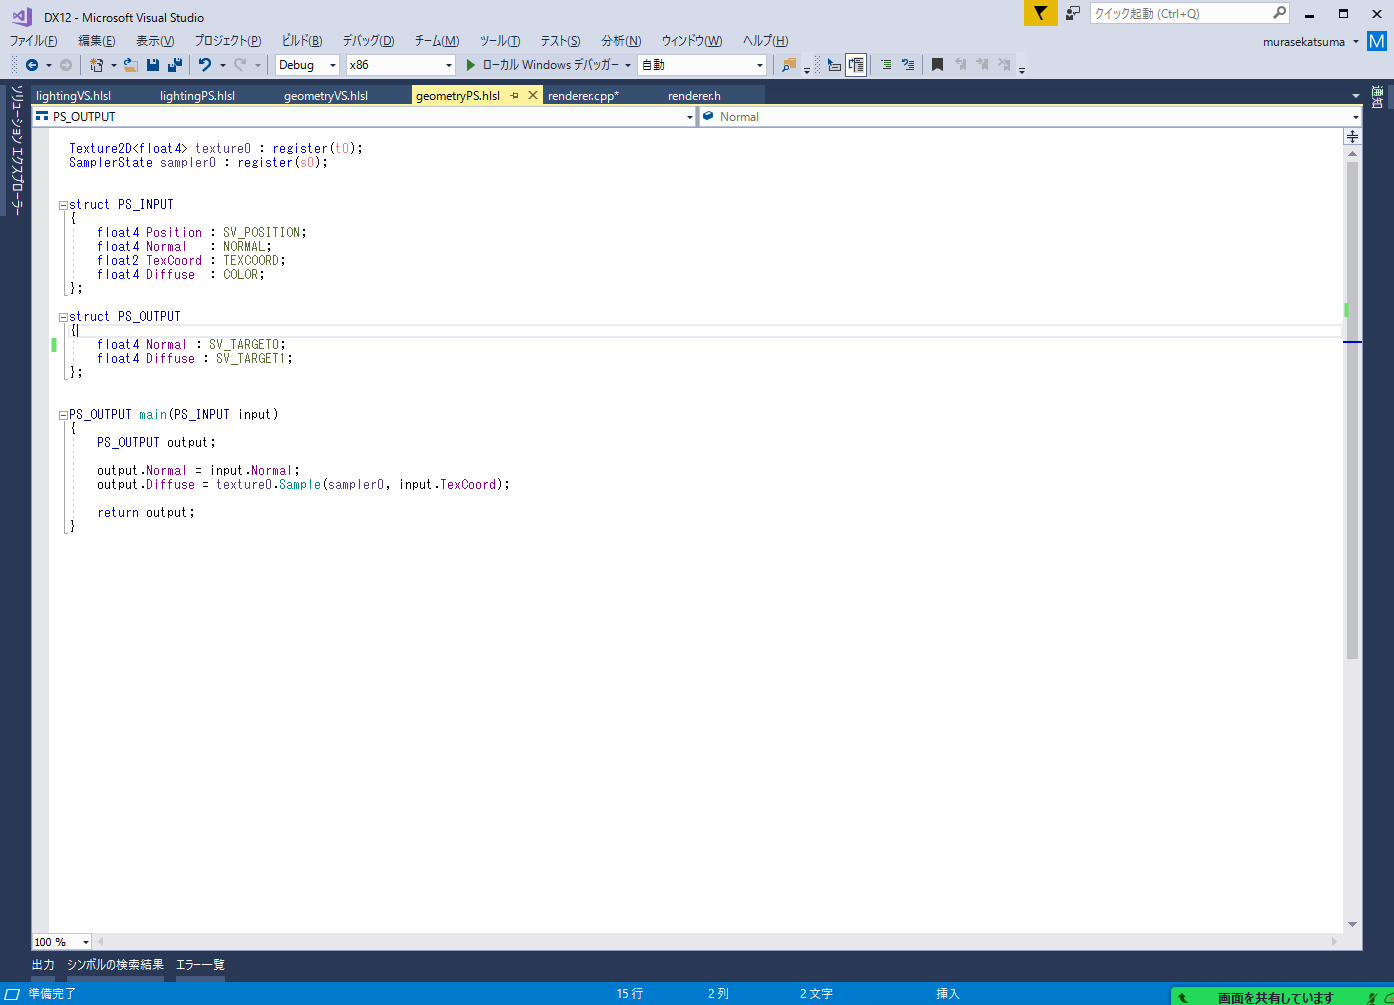 DX12 - Microsoft Visual Studio
クイック起動 (Ctrl+Q)
ファイル(F) 編集(E) 表示(V) プロジェクト(P) ビルド(B) デバッグ(D) チーム(M) ツール(T) テスト(S) 分析(N) ウィンドウ(W) ヘルプ(H)
murasekatsuma M
Debug x86 ローカル Windows デバッガー 自動
ソリューション エクスプローラー
通知
lightingVS.hlsl lightingPS.hlsl geometryVS.hlsl geometryPS.hlsl renderer.cpp* renderer.h
PS_OUTPUT Normal
Texture2D<float4> texture0 : register(t0);
SamplerState sampler0 : register(s0);
struct PS_INPUT
{
float4 Position : SV_POSITION;
float4 Normal : NORMAL;
float2 TexCoord : TEXCOORD;
float4 Diffuse : COLOR;
};
struct PS_OUTPUT
{
float4 Normal : SV_TARGET0;
float4 Diffuse : SV_TARGET1;
};
PS_OUTPUT main(PS_INPUT input)
{
PS_OUTPUT output;
output.Normal = input.Normal;
output.Diffuse = texture0.Sample(sampler0, input.TexCoord);
return output;
}
100 %
出力 シンボルの検索結果 エラー一覧
準備完了 15 行 2 列 2 文字 挿入
画面を共有しています